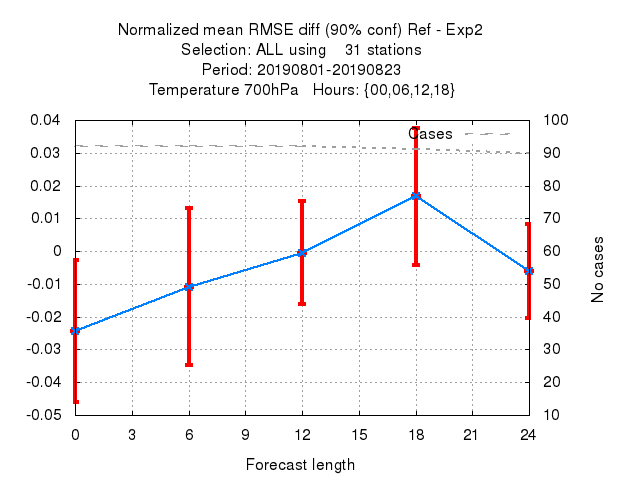 Normalized mean RMSE diff (90% conf) Ref - Exp2
Selection: ALL using    31 stations
Period: 20190801-20190823
Temperature 700hPa   Hours: {00,06,12,18}
0.04
0.03
0.02
0.01
0
-0.01
-0.02
-0.03
-0.04
-0.05
Cases
100
90
80
70
60
50
40
30
20
10
No cases
0 3 6 9 12 15 18 21 24
Forecast length